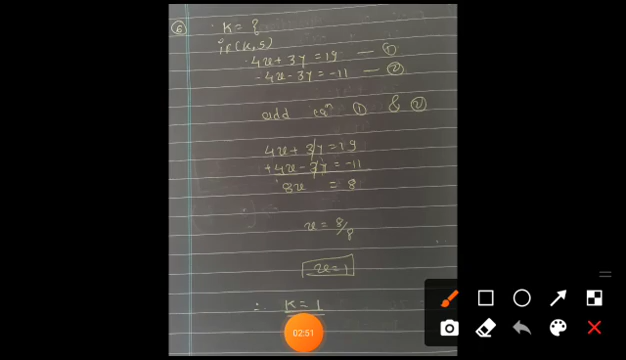 ⑥ K = ?
if (K, 5)
4x + 3y = 19 — ①
-4x - 3y = -11 — ②
add eqⁿ ① & ②
4x + 3y = 19
+4x - 3y = -11
8x = 8
x = 8/8
x = 1
∴ K = 1
02:51